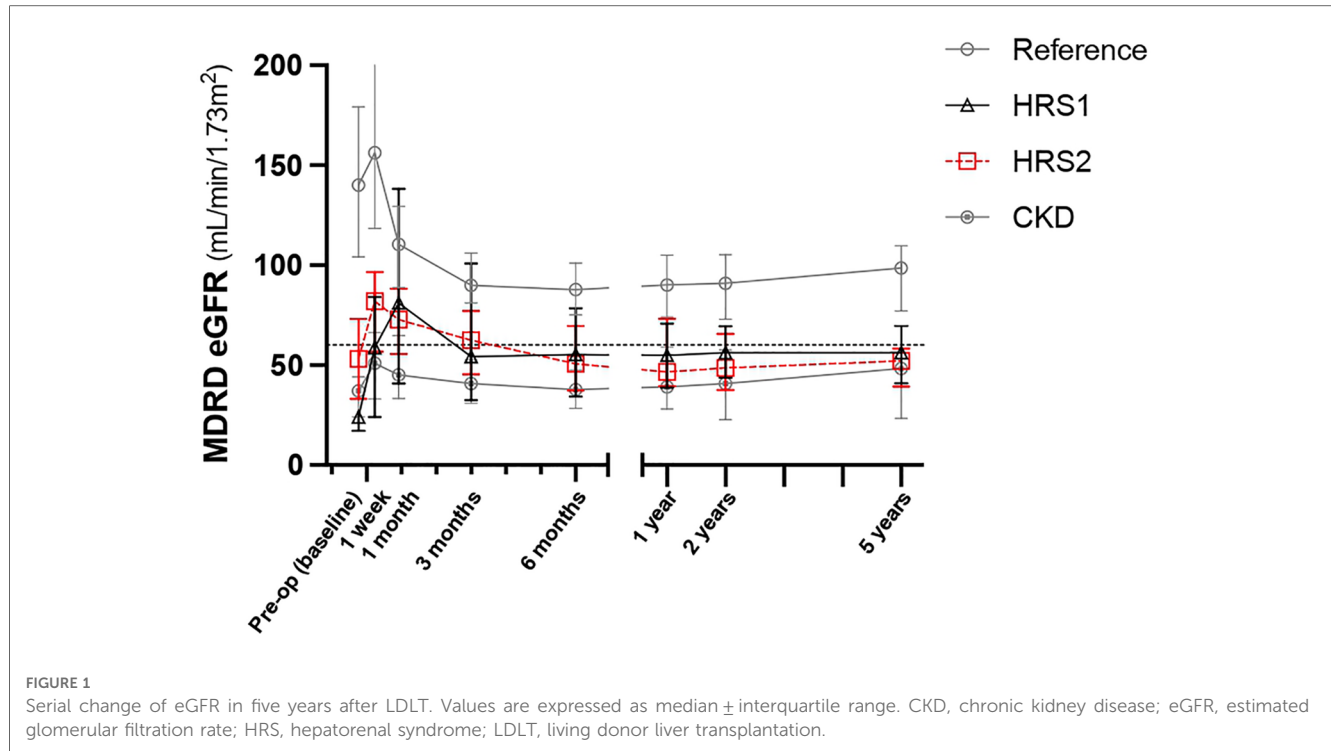 MDRD eGFR (mL/min/1.73m²)
200
150
100
50
0
Pre-op (baseline)
1 week
1 month
3 months
6 months
1 year
2 years
5 years
Reference
HRS1
HRS2
CKD
FIGURE 1
Serial change of eGFR in five years after LDLT. Values are expressed as median ± interquartile range. CKD, chronic kidney disease; eGFR, estimated
glomerular filtration rate; HRS, hepatorenal syndrome; LDLT, living donor liver transplantation.